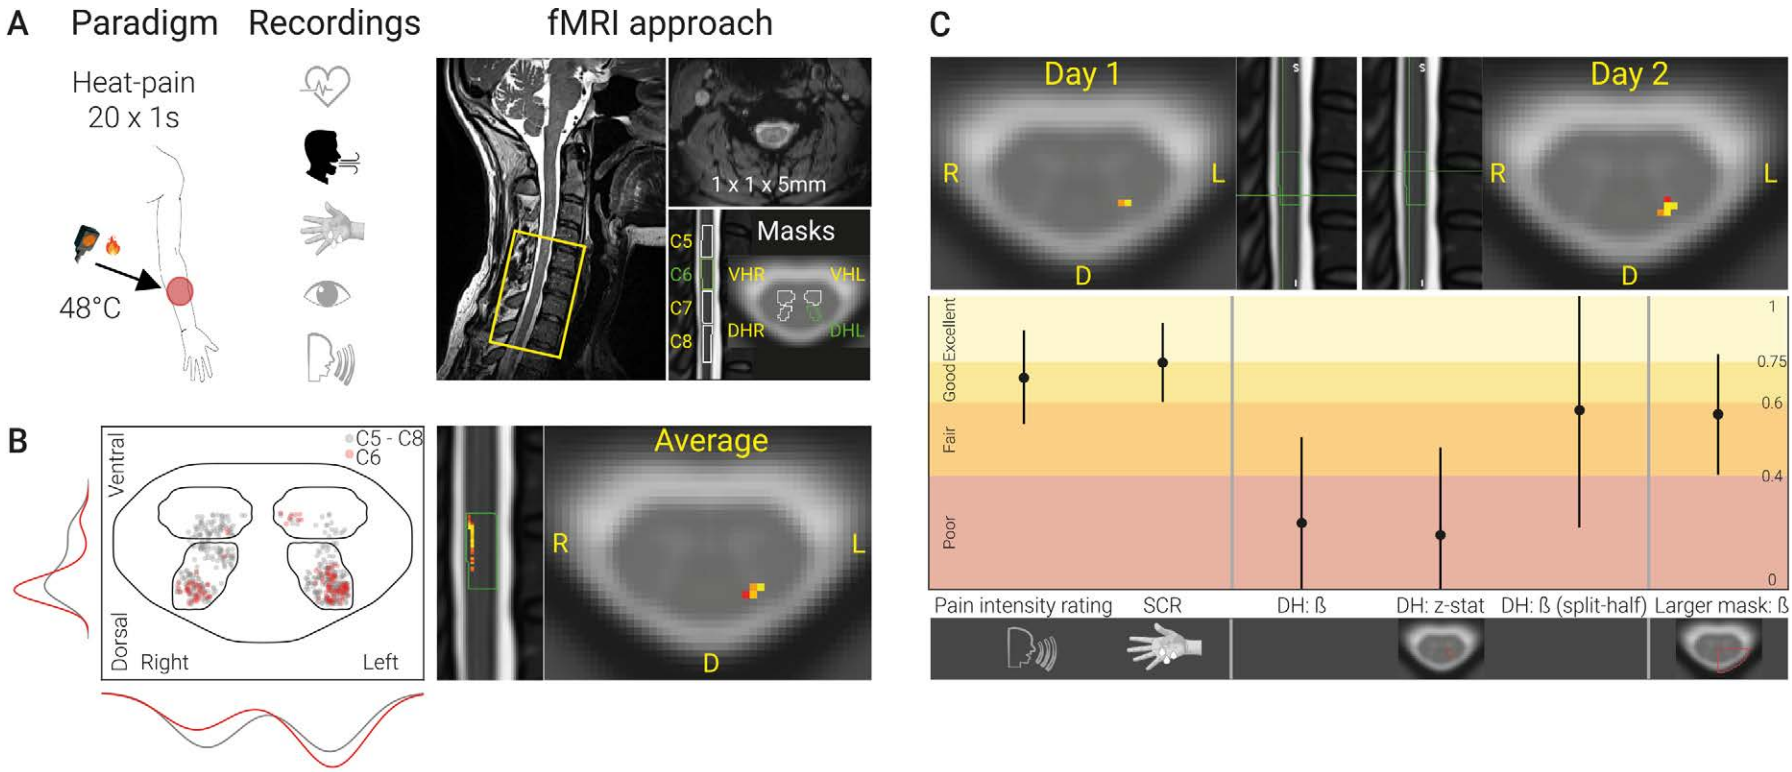 A
Paradigm
Recordings
fMRI approach
Heat-pain
20 x 1s
48°C
1 x 1 x 5mm
Masks
C5
C6
C7
C8
VHR
VHL
DHR
DHL
B
Ventral
Dorsal
C5 - C8
C6
Right
Left
Average
R
L
D
C
Day 1
R
L
D
S
I
S
I
Day 2
R
L
D
Excellent
Good
Fair
Poor
1
0.75
0.6
0.4
0
Pain intensity rating
SCR
DH: ß
DH: z-stat
DH: ß (split-half)
Larger mask: ß